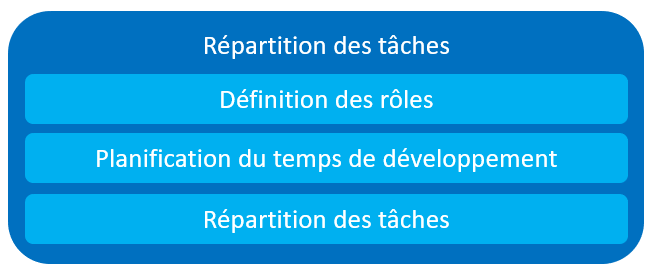 Répartition des tâches
Définition des rôles
Planification du temps de développement
Répartition des tâches